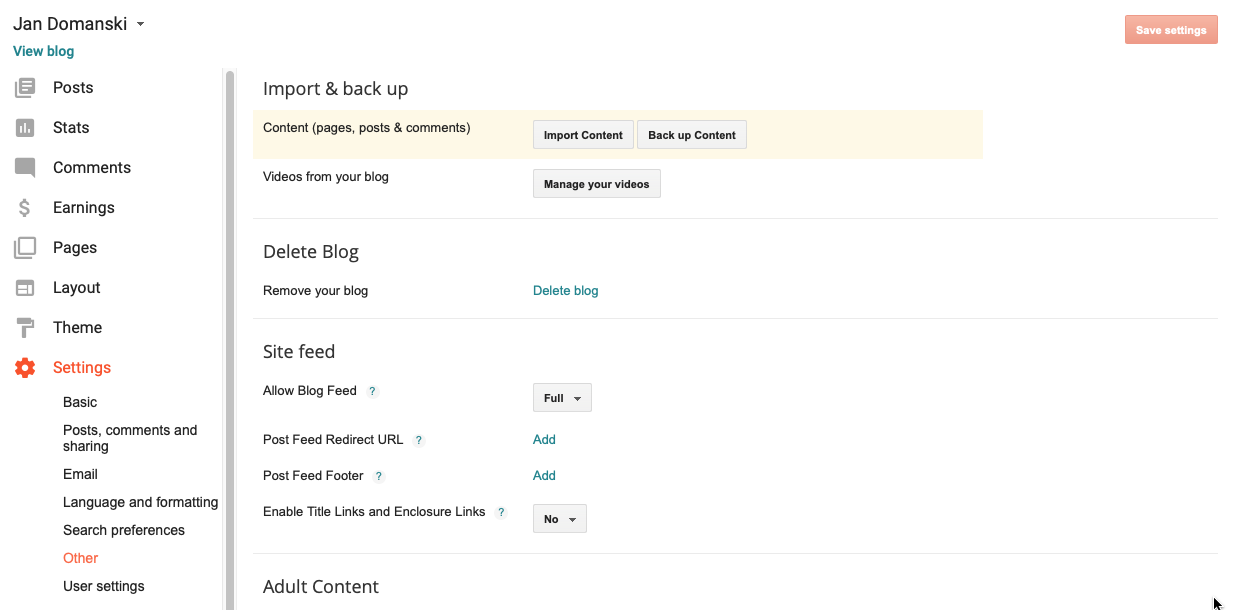 Jan Domanski
View blog
Save settings
Posts
Stats
Comments
Earnings
Pages
Layout
Theme
Settings
Basic
Posts, comments and
sharing
Email
Language and formatting
Search preferences
Other
User settings
Import & back up
Content (pages, posts & comments) Import Content Back up Content
Videos from your blog Manage your videos
Delete Blog
Remove your blog Delete blog
Site feed
Allow Blog Feed ? Full
Post Feed Redirect URL ? Add
Post Feed Footer ? Add
Enable Title Links and Enclosure Links ? No
Adult Content